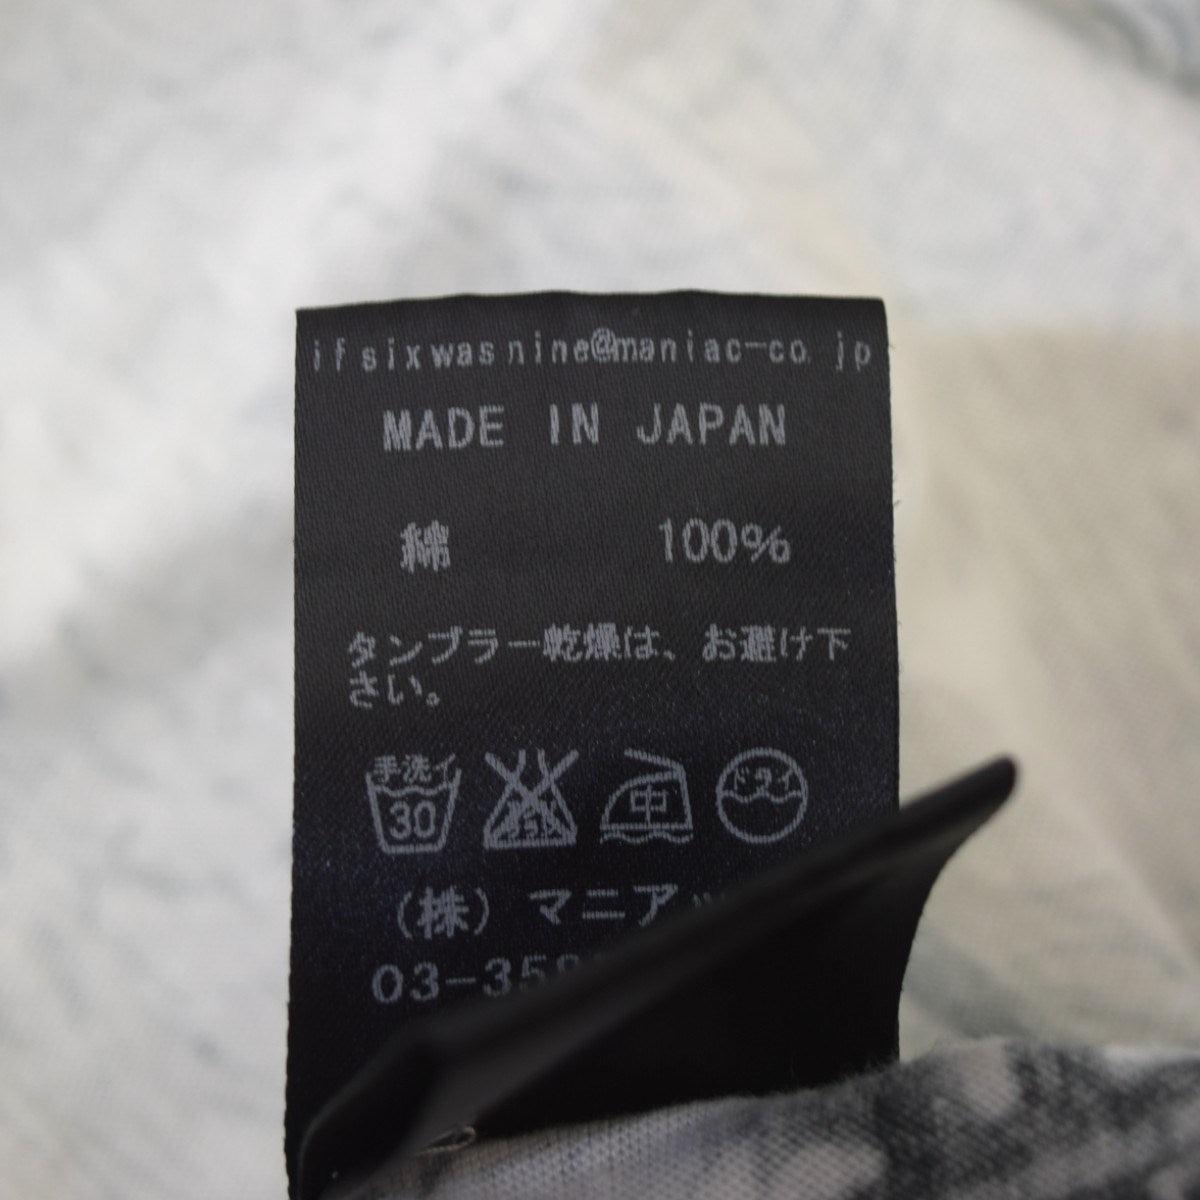 ifsixwasnine@maniac-co.jp
MADE IN JAPAN
綿 100%
タンブラー乾燥は、お避け下
さい。
手洗イ ドライ
30 中
(株) マニアッ
03-35